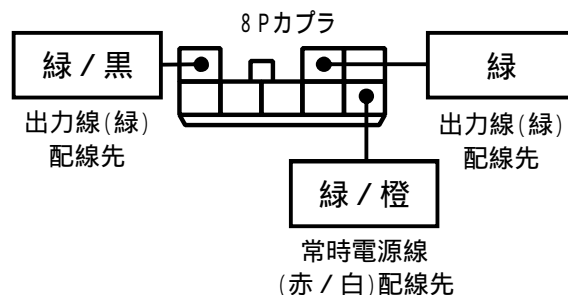 8Pカプラ
緑/黒
緑
出力線(緑)
配線先
出力線(緑)
配線先
緑/橙
常時電源線
(赤/白)配線先